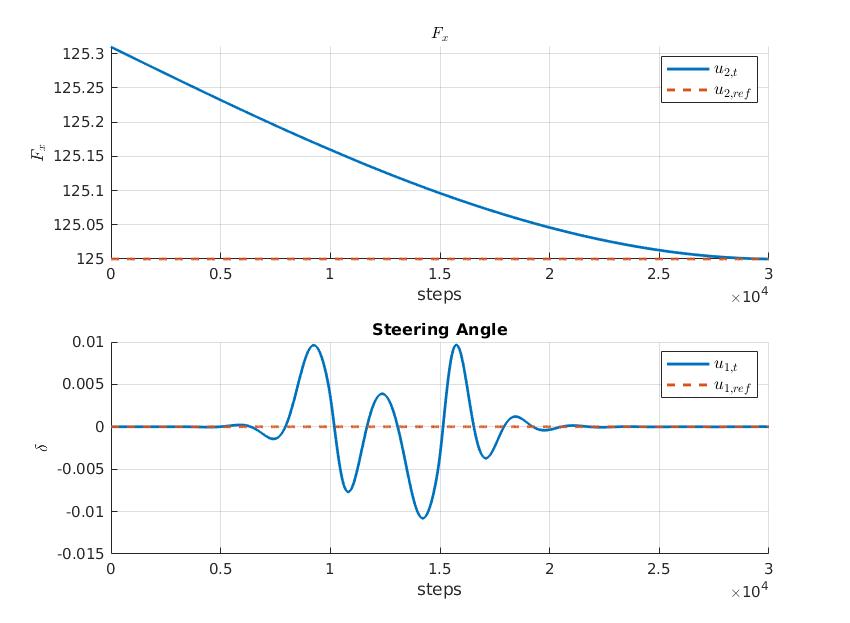 F_x
125.3
125.25
125.2
125.15
125.1
125.05
125
F_x
u_{2,t}
u_{2,ref}
0 0.5 1 1.5 2 2.5 3
steps
×10^4
Steering Angle
0.01
0.005
0
-0.005
-0.01
-0.015
δ
u_{1,t}
u_{1,ref}
0 0.5 1 1.5 2 2.5 3
steps
×10^4